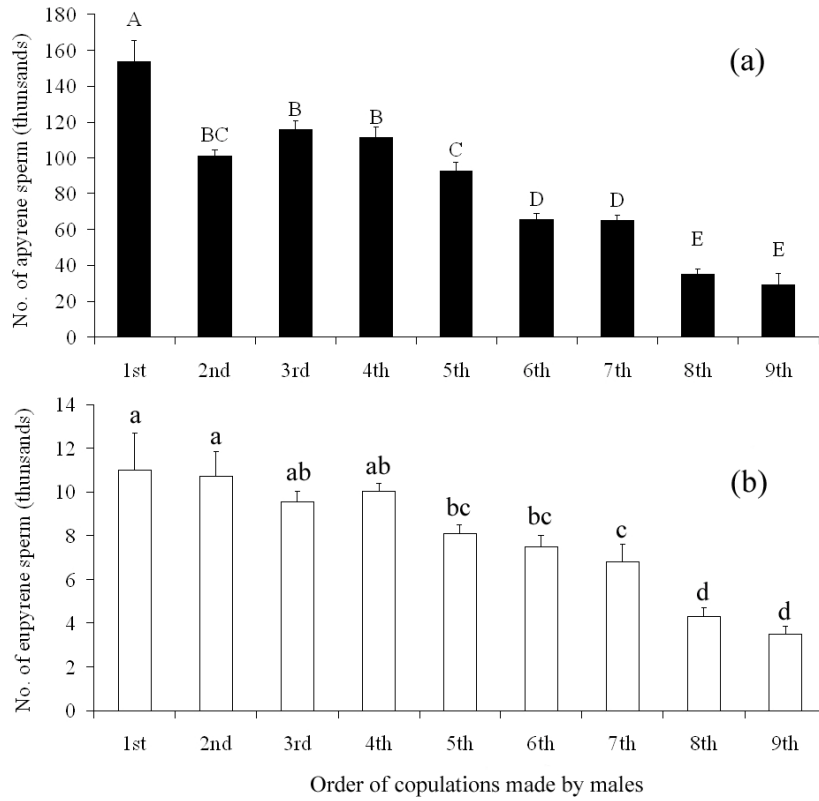 180
160
140
120
100
80
60
40
20
0
No. of apyrene sperm (thunsands)
(a)
A
BC
B
B
C
D
D
E
E
1st 2nd 3rd 4th 5th 6th 7th 8th 9th
14
12
10
8
6
4
2
0
No. of eupyrene sperm (thunsands)
(b)
a
a
ab
ab
bc
bc
c
d
d
1st 2nd 3rd 4th 5th 6th 7th 8th 9th
Order of copulations made by males